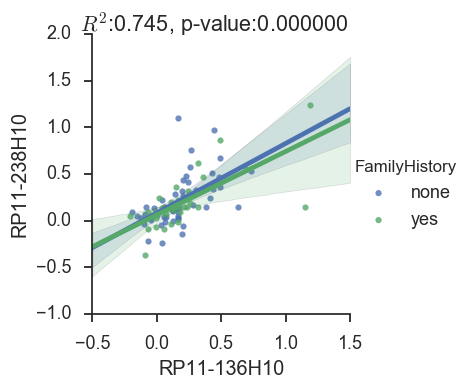 R²:0.745, p-value:0.000000
2.0
1.5
1.0
0.5
0.0
−0.5
−1.0
RP11-238H10
−0.5 0.0 0.5 1.0 1.5
RP11-136H10
FamilyHistory
none
yes